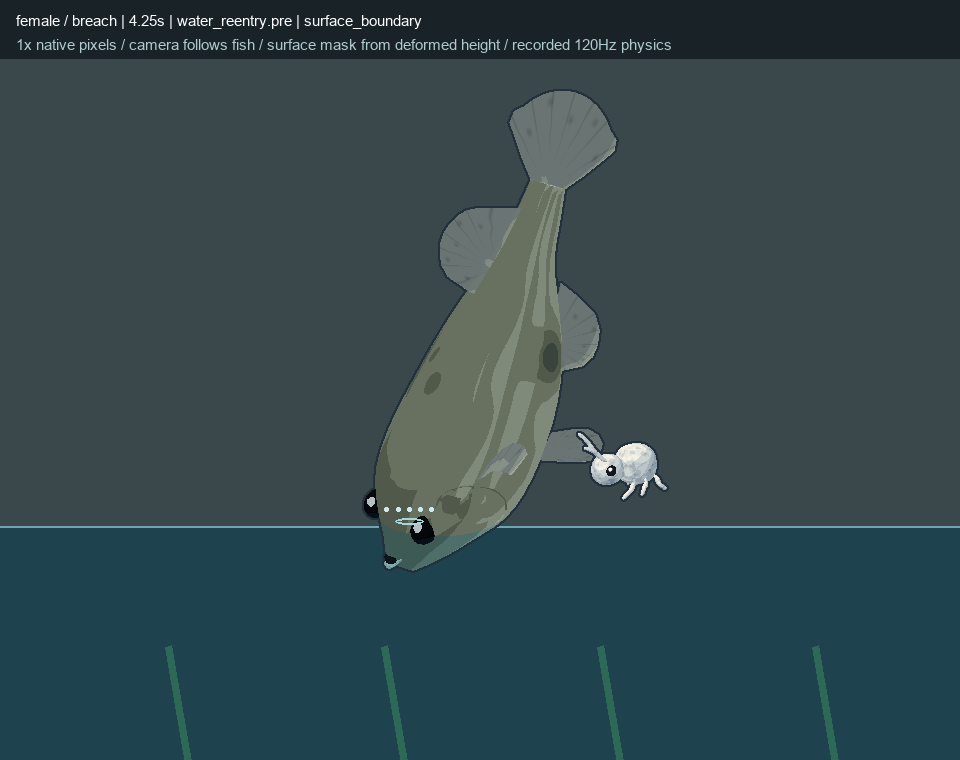 female / breach | 4.25s | water_reentry.pre | surface_boundary
1x native pixels / camera follows fish / surface mask from deformed height / recorded 120Hz physics